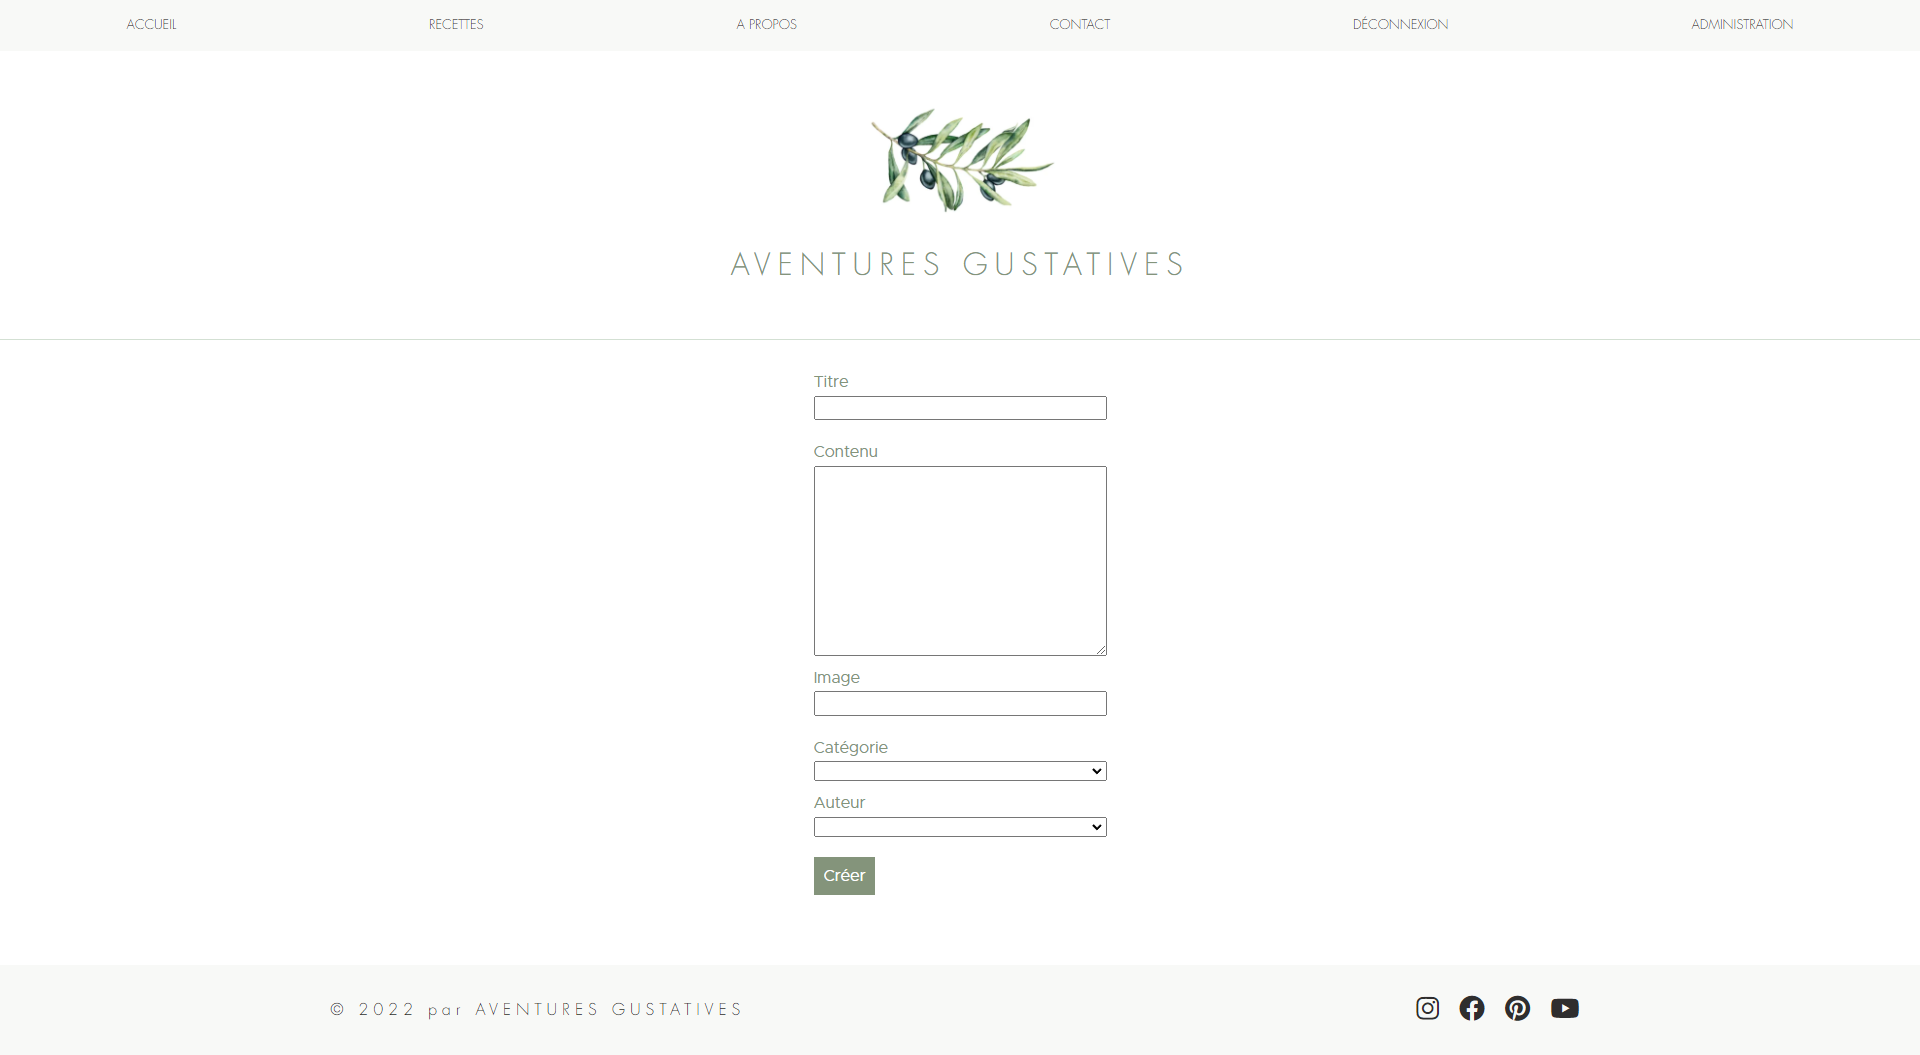 ACCUEIL RECETTES A PROPOS CONTACT DÉCONNEXION ADMINISTRATION
AVENTURES GUSTATIVES
Titre
Contenu
Image
Catégorie
Auteur
Créer
© 2022 par AVENTURES GUSTATIVES